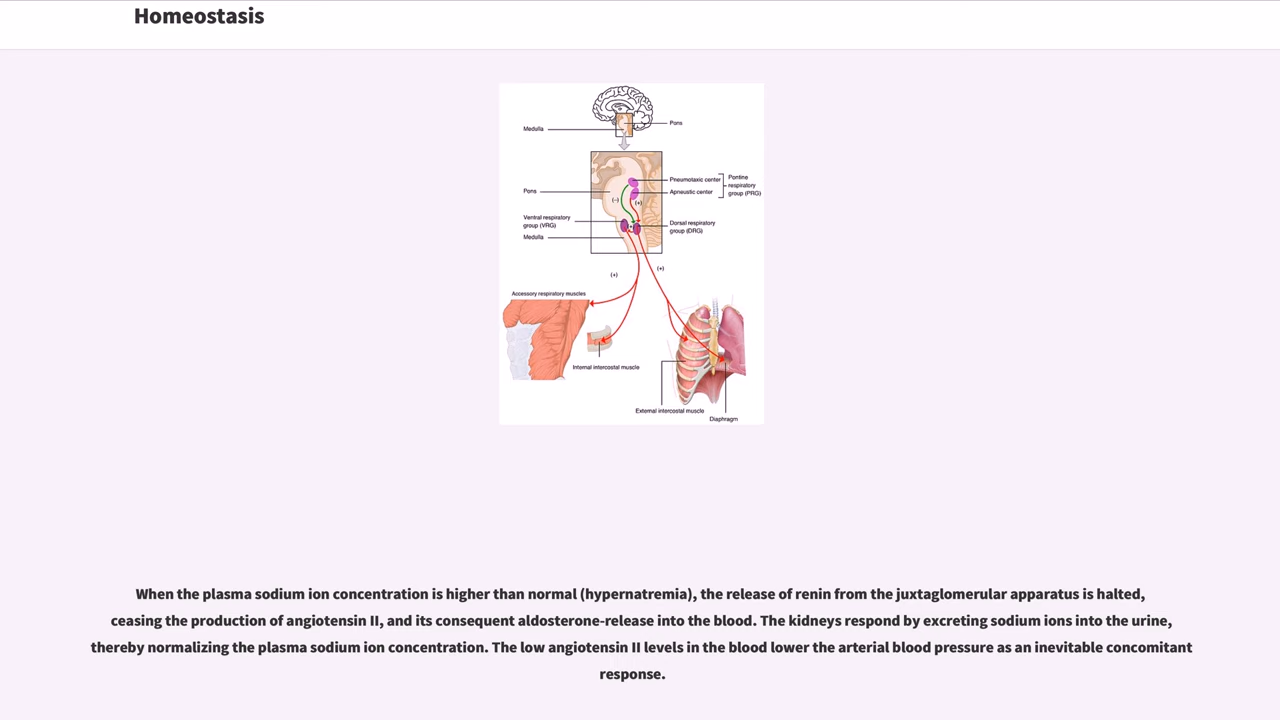 Homeostasis
Medulla
Pons
Pons
Pneumotaxic center
Apneustic center
Pontine
respiratory
group (PRG)
(–)
(+)
Ventral respiratory
group (VRG)
Medulla
Dorsal respiratory
group (DRG)
(+)
(+)
Accessory respiratory muscles
Internal intercostal muscle
External intercostal muscle
Diaphragm
When the plasma sodium ion concentration is higher than normal (hypernatremia), the release of renin from the juxtaglomerular apparatus is halted,
ceasing the production of angiotensin II, and its consequent aldosterone-release into the blood. The kidneys respond by excreting sodium ions into the urine,
thereby normalizing the plasma sodium ion concentration. The low angiotensin II levels in the blood lower the arterial blood pressure as an inevitable concomitant
response.